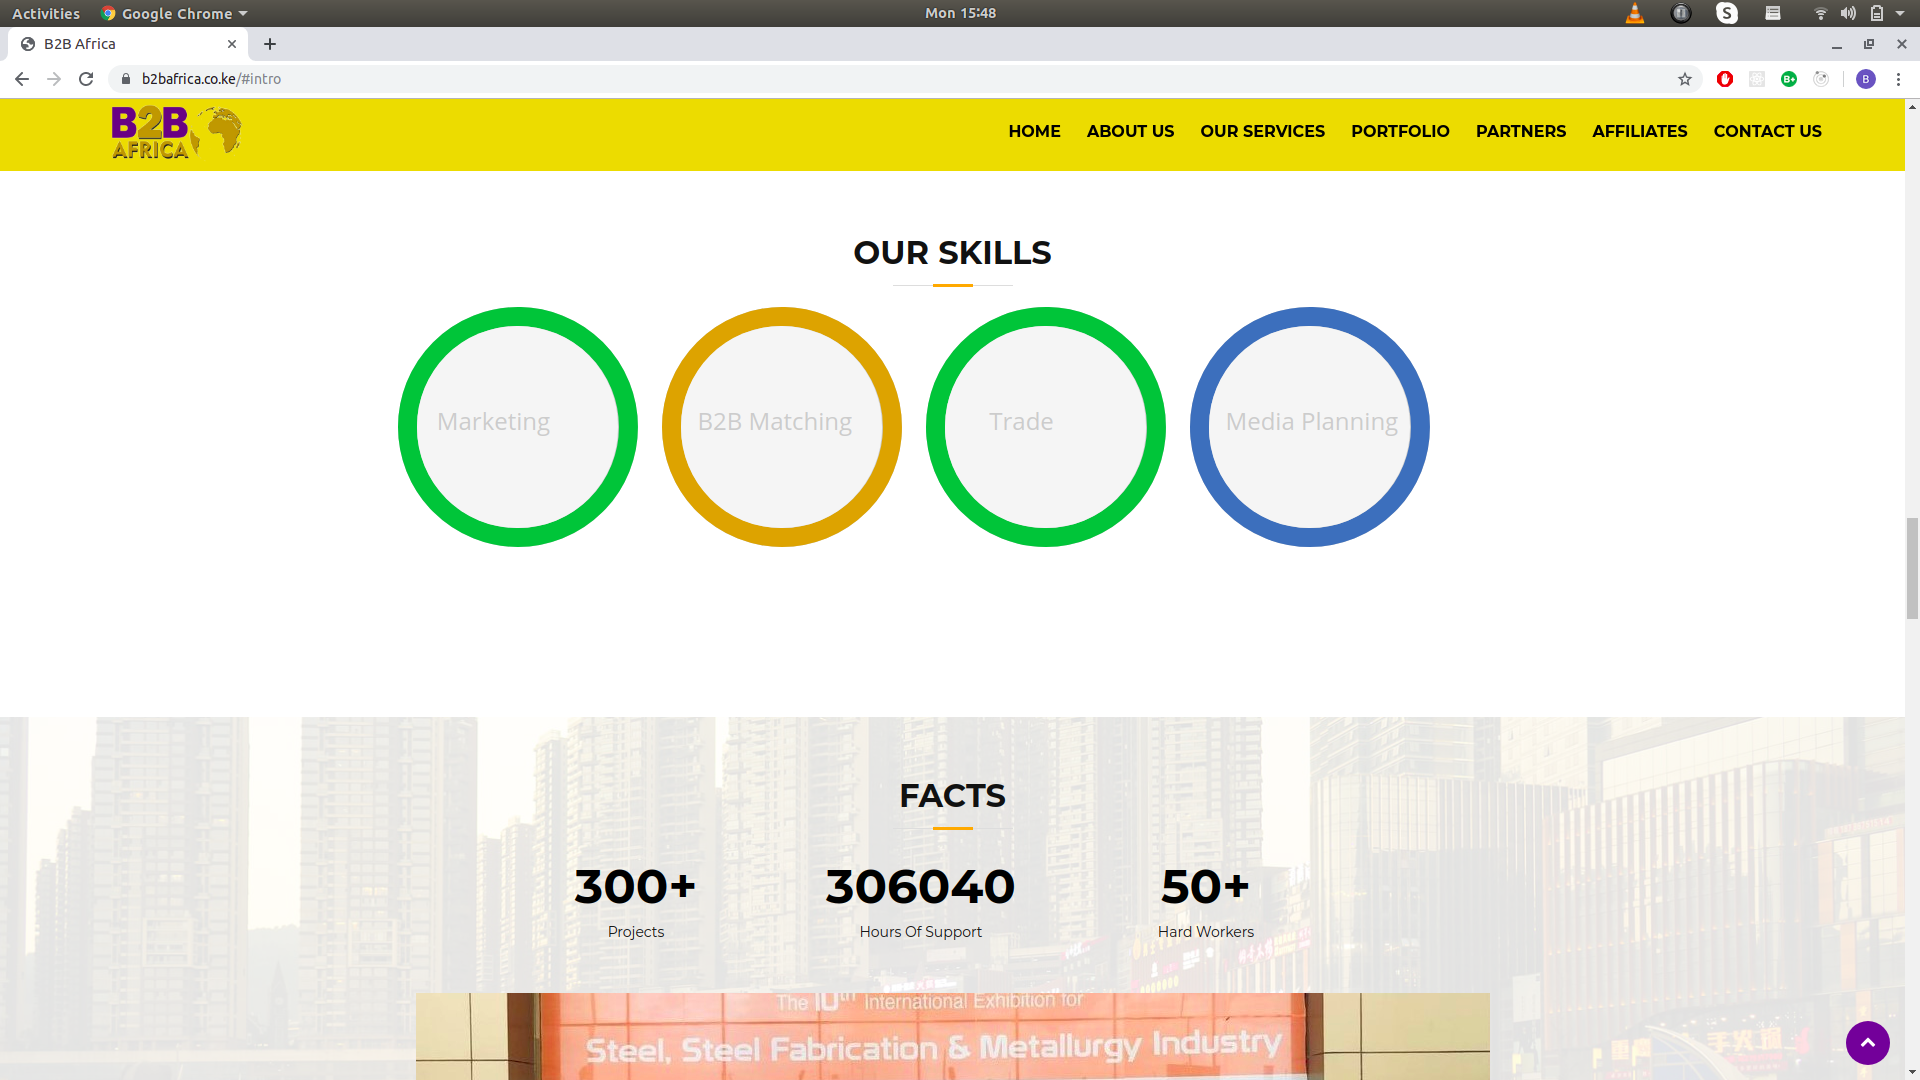 Activities
Google Chrome
Mon 15:48
B2B Africa
b2bafrica.co.ke/#intro
B2B
AFRICA
HOME
ABOUT US
OUR SERVICES
PORTFOLIO
PARTNERS
AFFILIATES
CONTACT US
OUR SKILLS
Marketing
B2B Matching
Trade
Media Planning
FACTS
300+
306040
50+
Projects
Hours Of Support
Hard Workers
The 10th International Exhibition for
Steel, Steel Fabrication & Metallurgy Industry